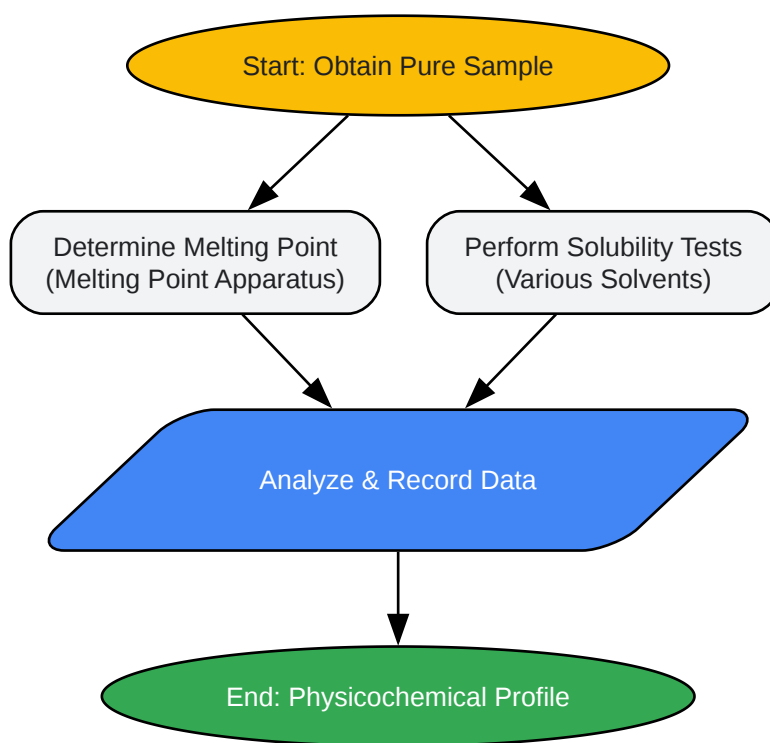 Start: Obtain Pure Sample
Determine Melting Point
(Melting Point Apparatus)
Perform Solubility Tests
(Various Solvents)
Analyze & Record Data
End: Physicochemical Profile